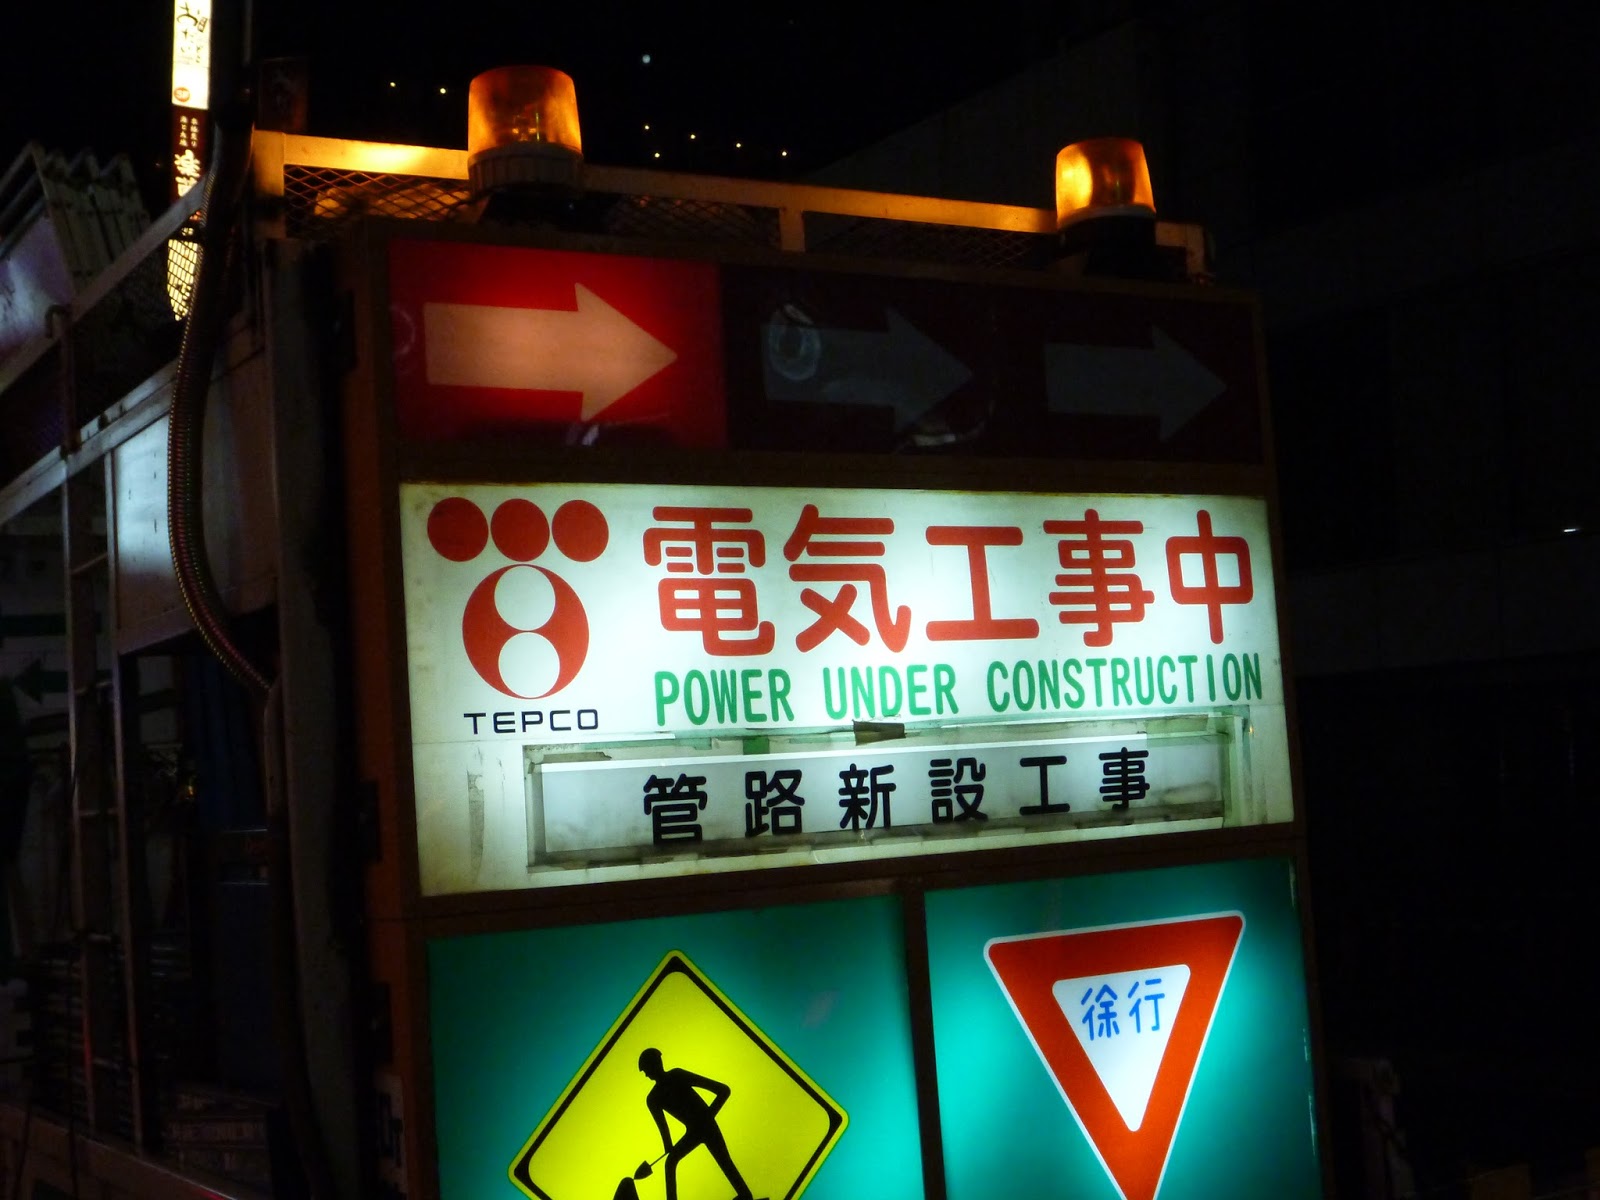 電気工事中
POWER UNDER CONSTRUCTION
TEPCO
管路新設工事
徐行